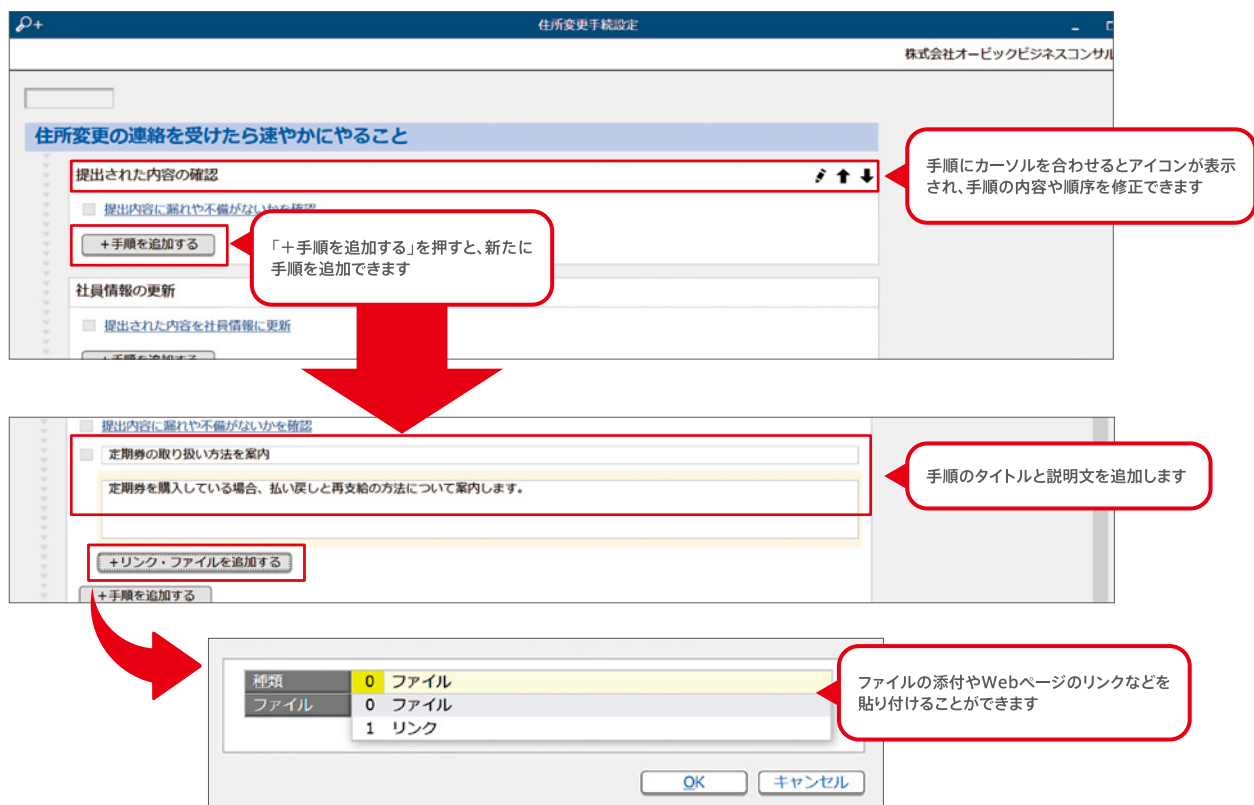 住所変更手続設定
株式会社オービックビジネスコンサル
住所変更の連絡を受けたら速やかにやること
提出された内容の確認
手順にカーソルを合わせるとアイコンが表示
され、手順の内容や順序を修正できます
提出内容に漏れや不備がないかを確認
+手順を追加する
「+手順を追加する」を押すと、新たに
手順を追加できます
社員情報の更新
提出された内容を社員情報に更新
+手順を追加する
提出内容に漏れや不備がないかを確認
定期券の取り扱い方法を案内
定期券を購入している場合、払い戻しと再支給の方法について案内します。
手順のタイトルと説明文を追加します
+リンク・ファイルを追加する
+手順を追加する
種類 0 ファイル
ファイル 0 ファイル
1 リンク
ファイルの添付やWebページのリンクなどを
貼り付けることができます
OK キャンセル